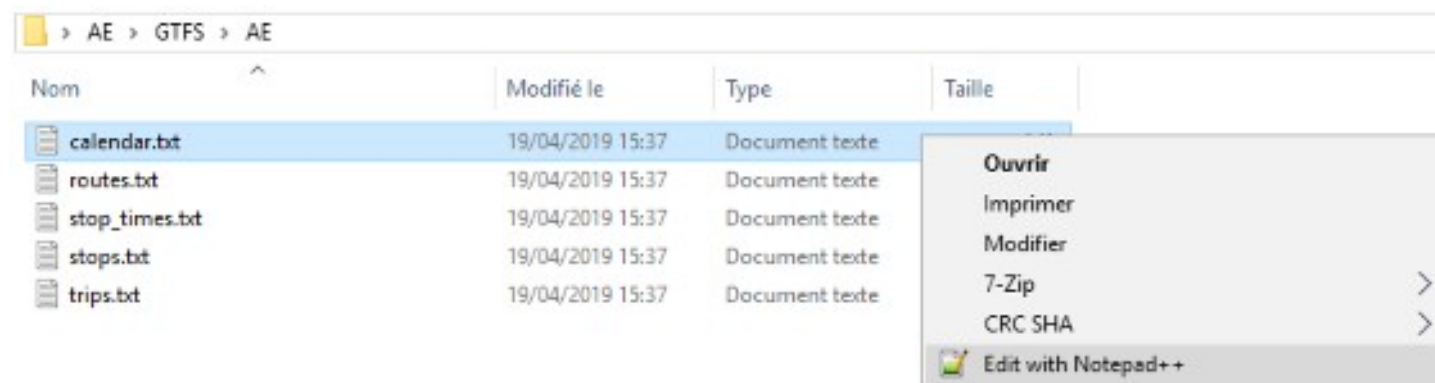 > AE > GTFS > AE
Nom Modifié le Type Taille
calendar.txt 19/04/2019 15:37 Document texte
routes.txt 19/04/2019 15:37 Document texte
stop_times.txt 19/04/2019 15:37 Document texte
stops.txt 19/04/2019 15:37 Document texte
trips.txt 19/04/2019 15:37 Document texte
Ouvrir
Imprimer
Modifier
7-Zip
CRC SHA
Edit with Notepad++